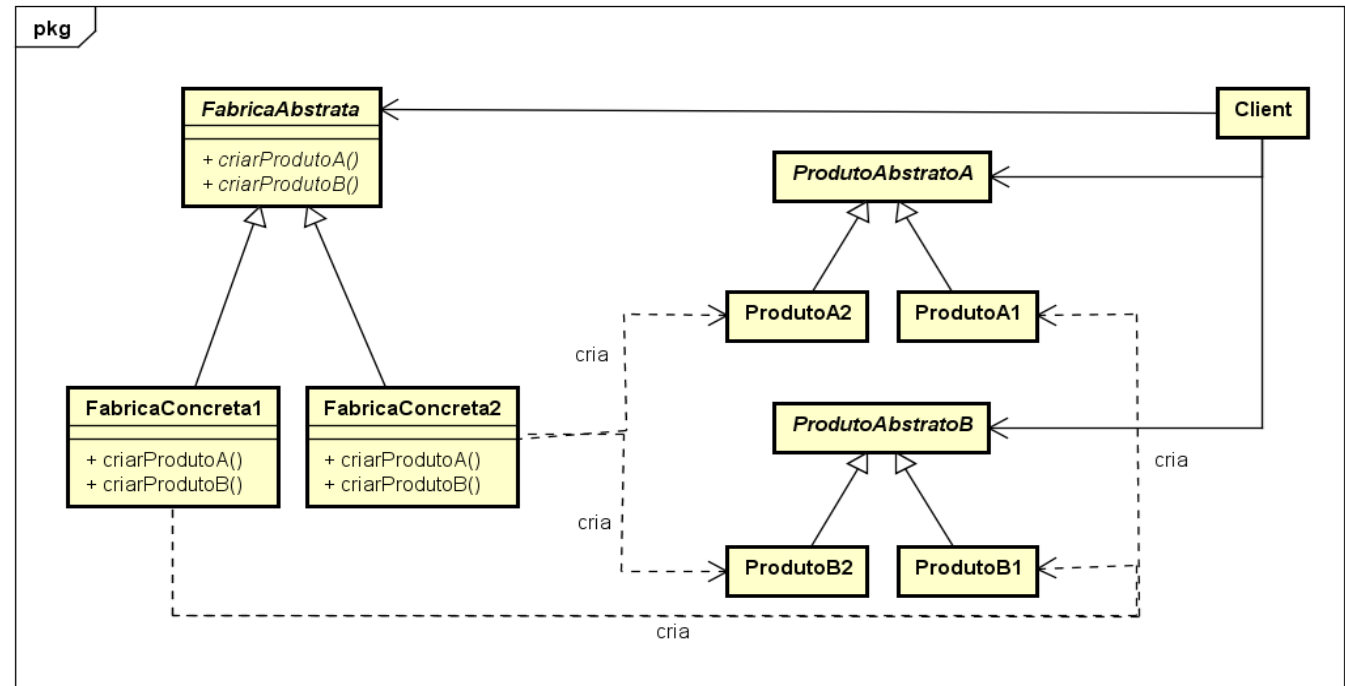 pkg
FabricaAbstrata
+ criarProdutoA()
+ criarProdutoB()
Client
ProdutoAbstratoA
ProdutoA2
ProdutoA1
cria
FabricaConcreta1
+ criarProdutoA()
+ criarProdutoB()
FabricaConcreta2
+ criarProdutoA()
+ criarProdutoB()
ProdutoAbstratoB
cria
cria
ProdutoB2
ProdutoB1
cria